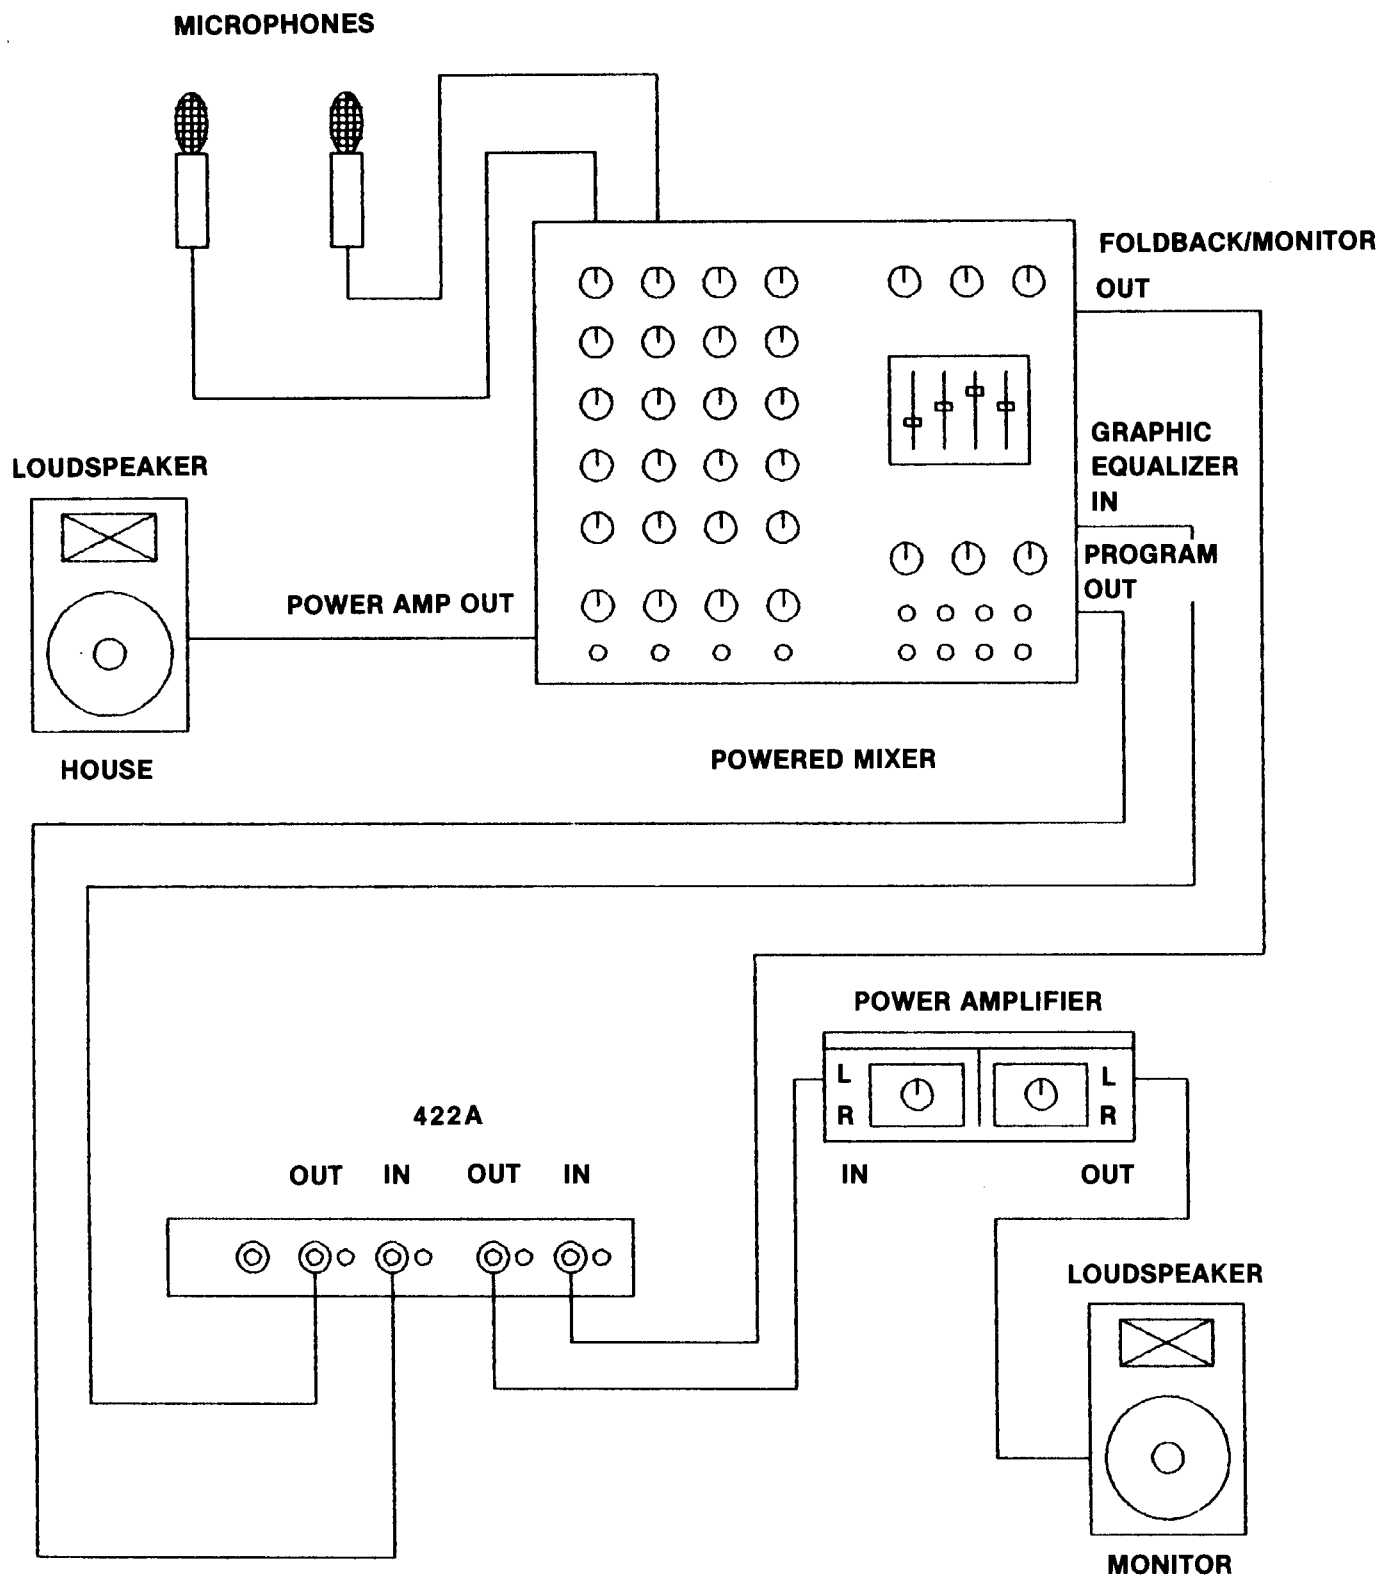 MICROPHONES
FOLDBACK/MONITOR
OUT
GRAPHIC
EQUALIZER
IN
LOUDSPEAKER
PROGRAM
OUT
POWER AMP OUT
POWERED MIXER
HOUSE
POWER AMPLIFIER
L L
R R
IN OUT
422A
OUT IN OUT IN
LOUDSPEAKER
MONITOR